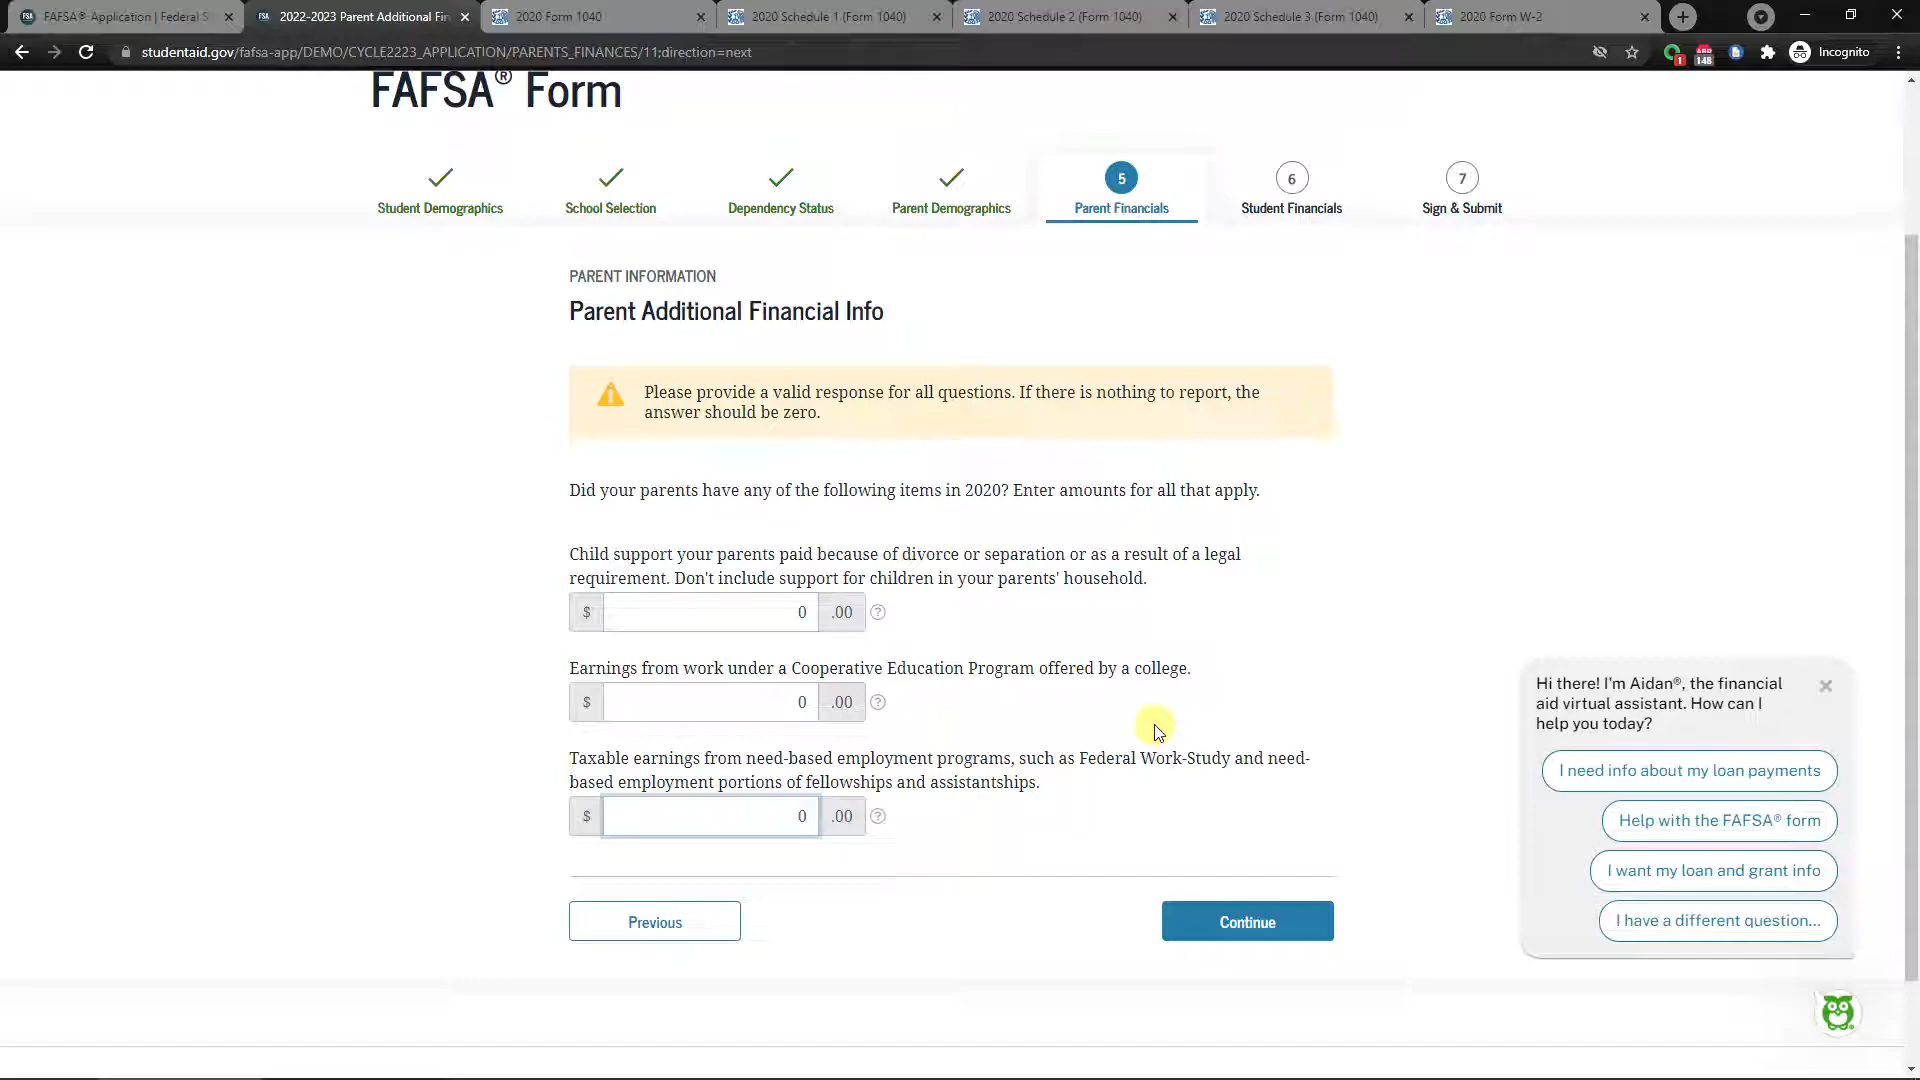 FSA FAFSA® Application | Federal S
FSA 2022-2023 Parent Additional Fin
2020 Form 1040
2020 Schedule 1 (Form 1040)
2020 Schedule 2 (Form 1040)
2020 Schedule 3 (Form 1040)
2020 Form W-2
studentaid.gov/fafsa-app/DEMO/CYCLE2223_APPLICATION/PARENTS_FINANCES/11;direction=next
1
148
Incognito
FAFSA® Form
Student Demographics
School Selection
Dependency Status
Parent Demographics
5
Parent Financials
6
Student Financials
7
Sign & Submit
PARENT INFORMATION
Parent Additional Financial Info
Please provide a valid response for all questions. If there is nothing to report, the
answer should be zero.
Did your parents have any of the following items in 2020? Enter amounts for all that apply.
Child support your parents paid because of divorce or separation or as a result of a legal
requirement. Don't include support for children in your parents' household.
$ 0 .00 ?
Earnings from work under a Cooperative Education Program offered by a college.
$ 0 .00 ?
Taxable earnings from need-based employment programs, such as Federal Work-Study and need-
based employment portions of fellowships and assistantships.
$ 0 .00 ?
Previous
Continue
Hi there! I'm Aidan®, the financial
aid virtual assistant. How can I
help you today?
I need info about my loan payments
Help with the FAFSA® form
I want my loan and grant info
I have a different question...